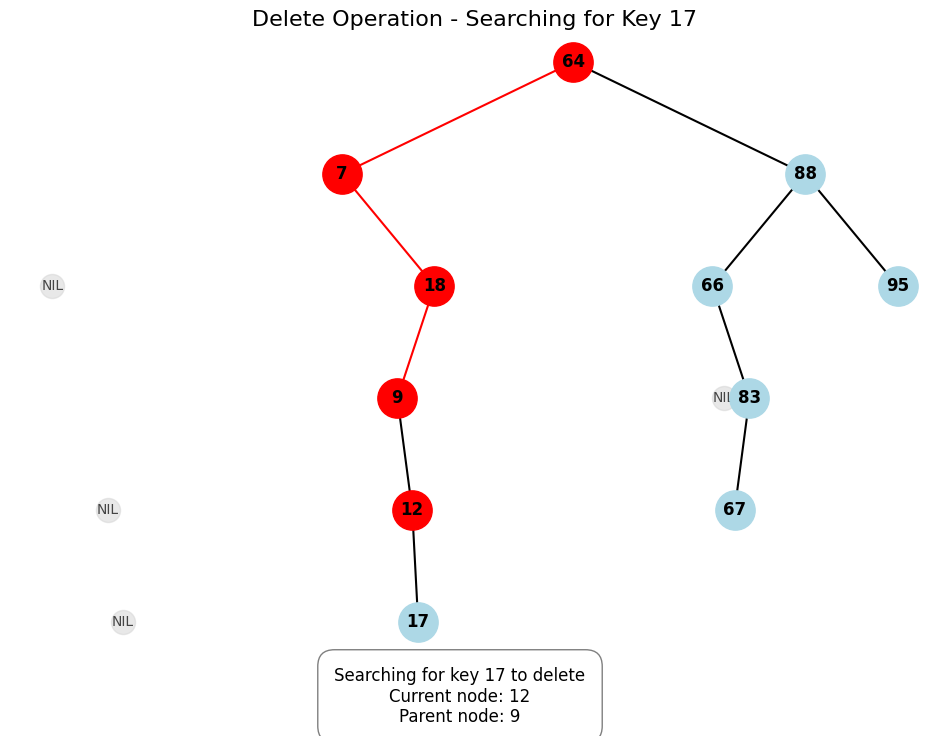 Delete Operation - Searching for Key 17
64
7
88
NIL
18
66
95
9
NIL
83
NIL
12
67
NIL
17
Searching for key 17 to delete
Current node: 12
Parent node: 9